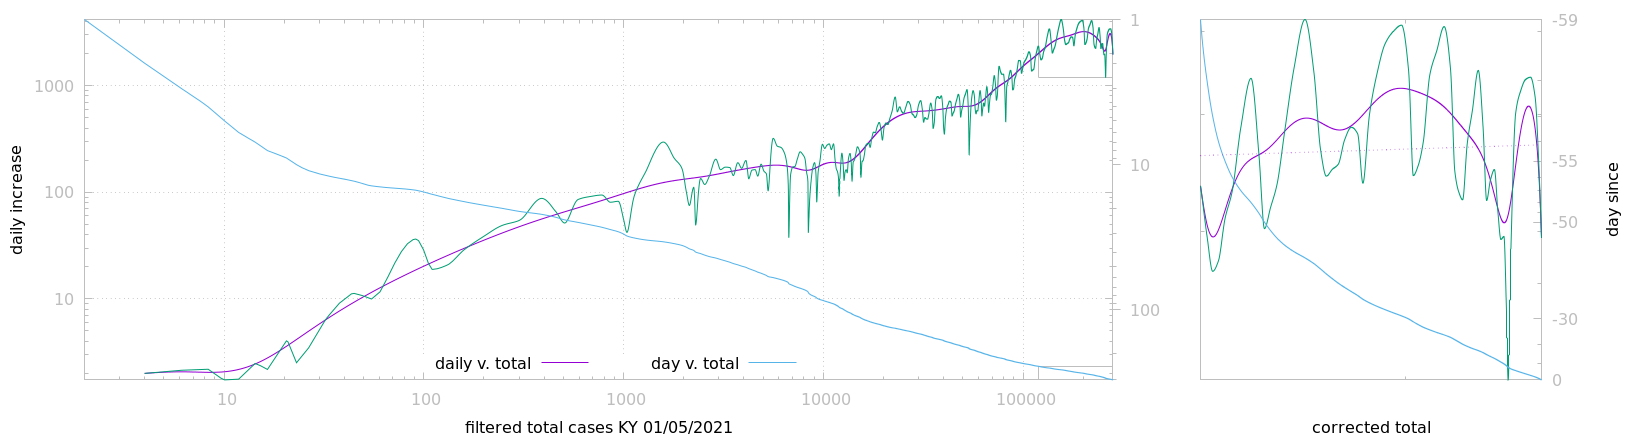 daily increase
1000
100
10
10
100
1000
10000
100000
1
10
100
daily v. total
day v. total
filtered total cases KY 01/05/2021
-59
-55
-50
-30
0
day since
corrected total